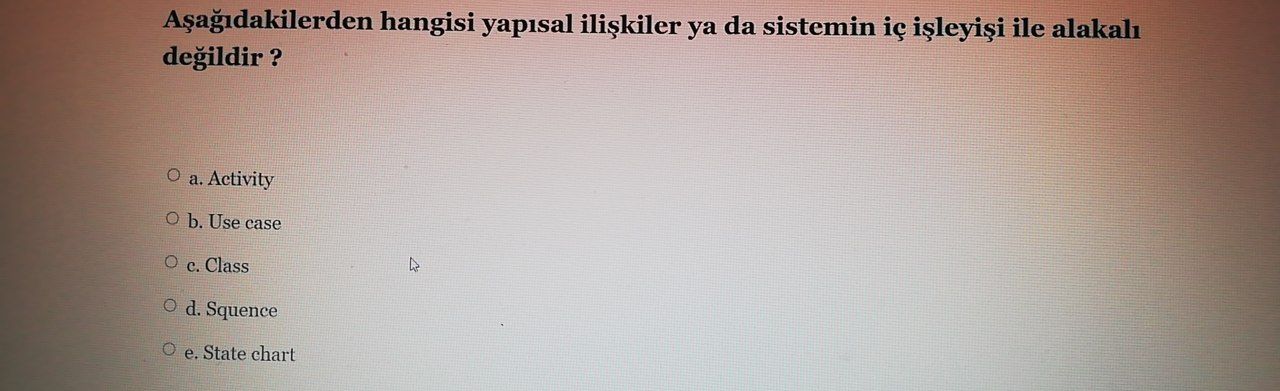 Aşağıdakilerden hangisi yapısal ilişkiler ya da sistemin iç işleyişi ile alakalı
değildir ?
a. Activity
b. Use case
c. Class
d. Squence
e. State chart